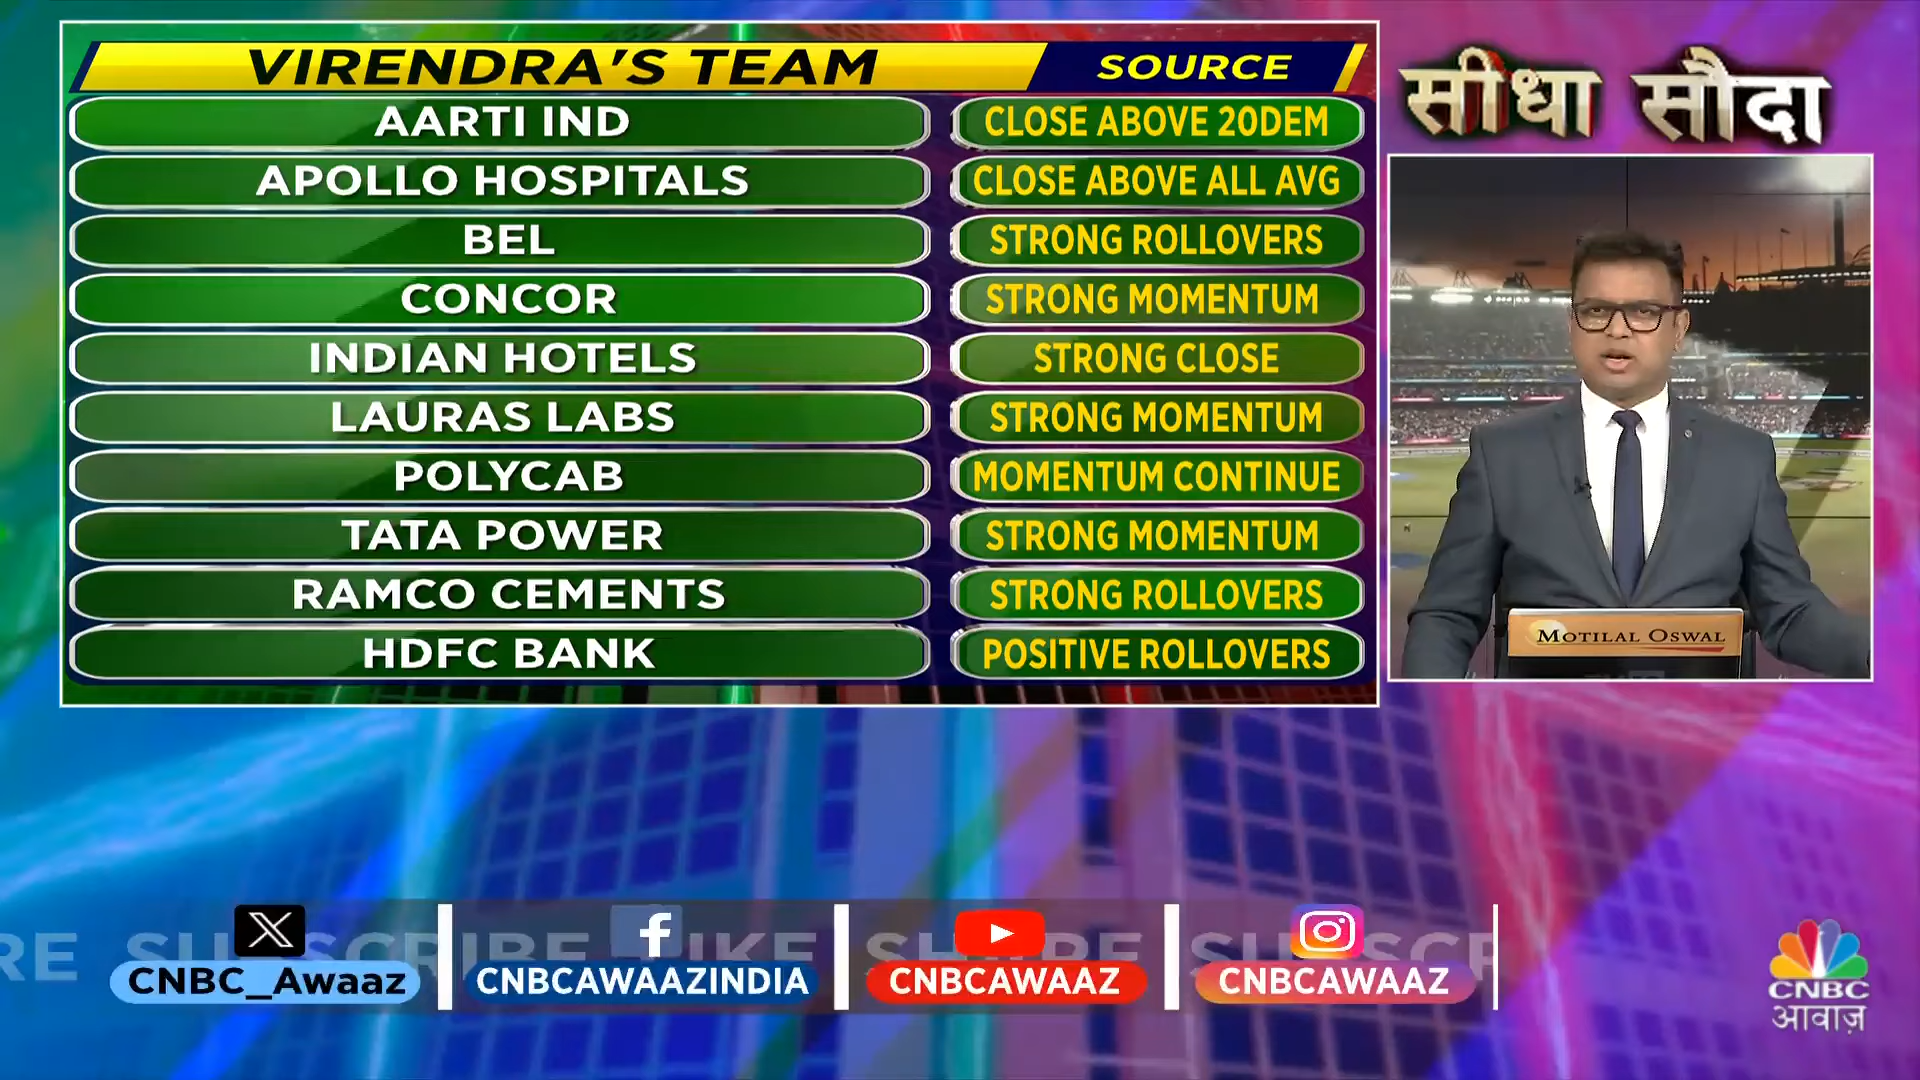 VIRENDRA'S TEAM SOURCE
AARTI IND CLOSE ABOVE 20DEM
APOLLO HOSPITALS CLOSE ABOVE ALL AVG
BEL STRONG ROLLOVERS
CONCOR STRONG MOMENTUM
INDIAN HOTELS STRONG CLOSE
LAURAS LABS STRONG MOMENTUM
POLYCAB MOMENTUM CONTINUE
TATA POWER STRONG MOMENTUM
RAMCO CEMENTS STRONG ROLLOVERS
HDFC BANK POSITIVE ROLLOVERS
सीधा सौदा
MOTILAL OSWAL
CNBC_Awaaz CNBCAWAAZINDIA CNBCAWAAZ CNBCAWAAZ
CNBC
आवाज़